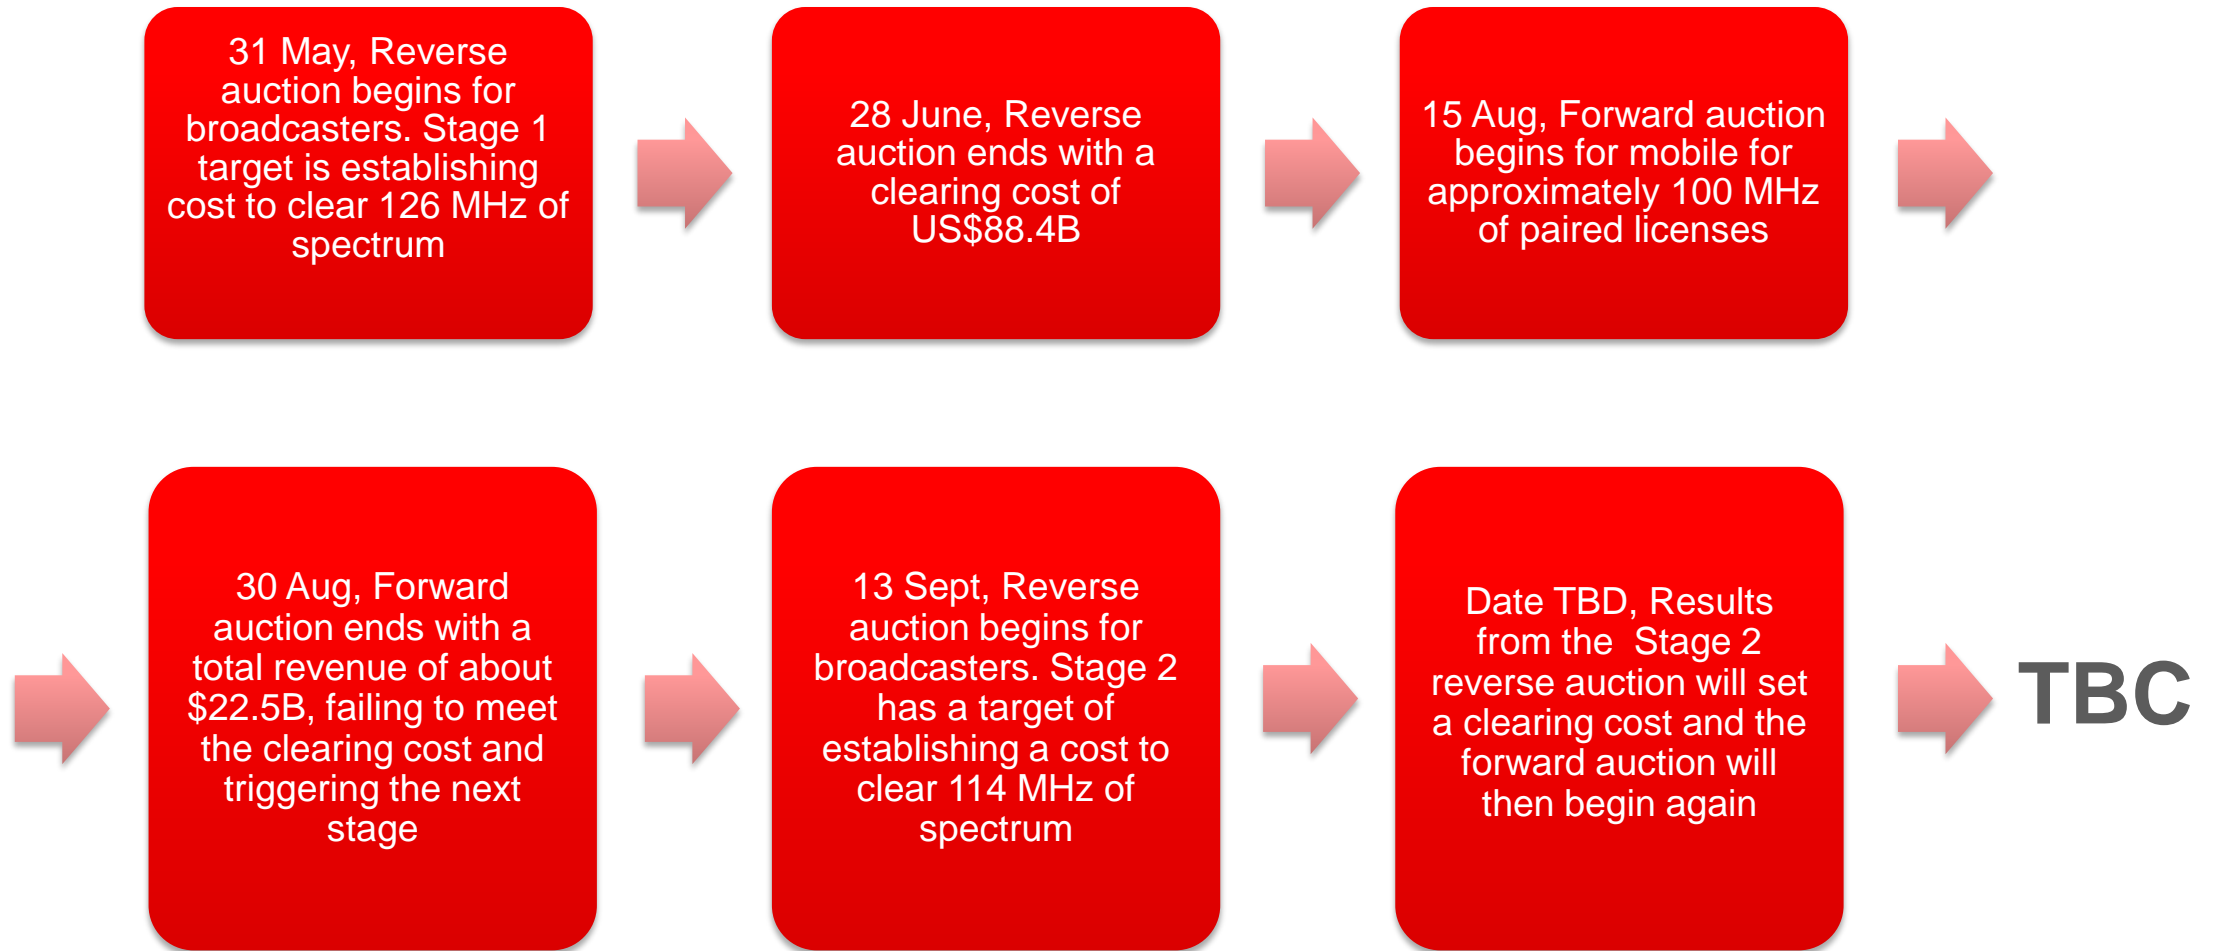 31 May, Reverse
auction begins for
broadcasters. Stage 1
target is establishing
cost to clear 126 MHz of
spectrum
28 June, Reverse
auction ends with a
clearing cost of
US$88.4B
15 Aug, Forward auction
begins for mobile for
approximately 100 MHz
of paired licenses
30 Aug, Forward
auction ends with a
total revenue of about
$22.5B, failing to meet
the clearing cost and
triggering the next
stage
13 Sept, Reverse
auction begins for
broadcasters. Stage 2
has a target of
establishing a cost to
clear 114 MHz of
spectrum
Date TBD, Results
from the  Stage 2
reverse auction will set
a clearing cost and the
forward auction will
then begin again
TBC